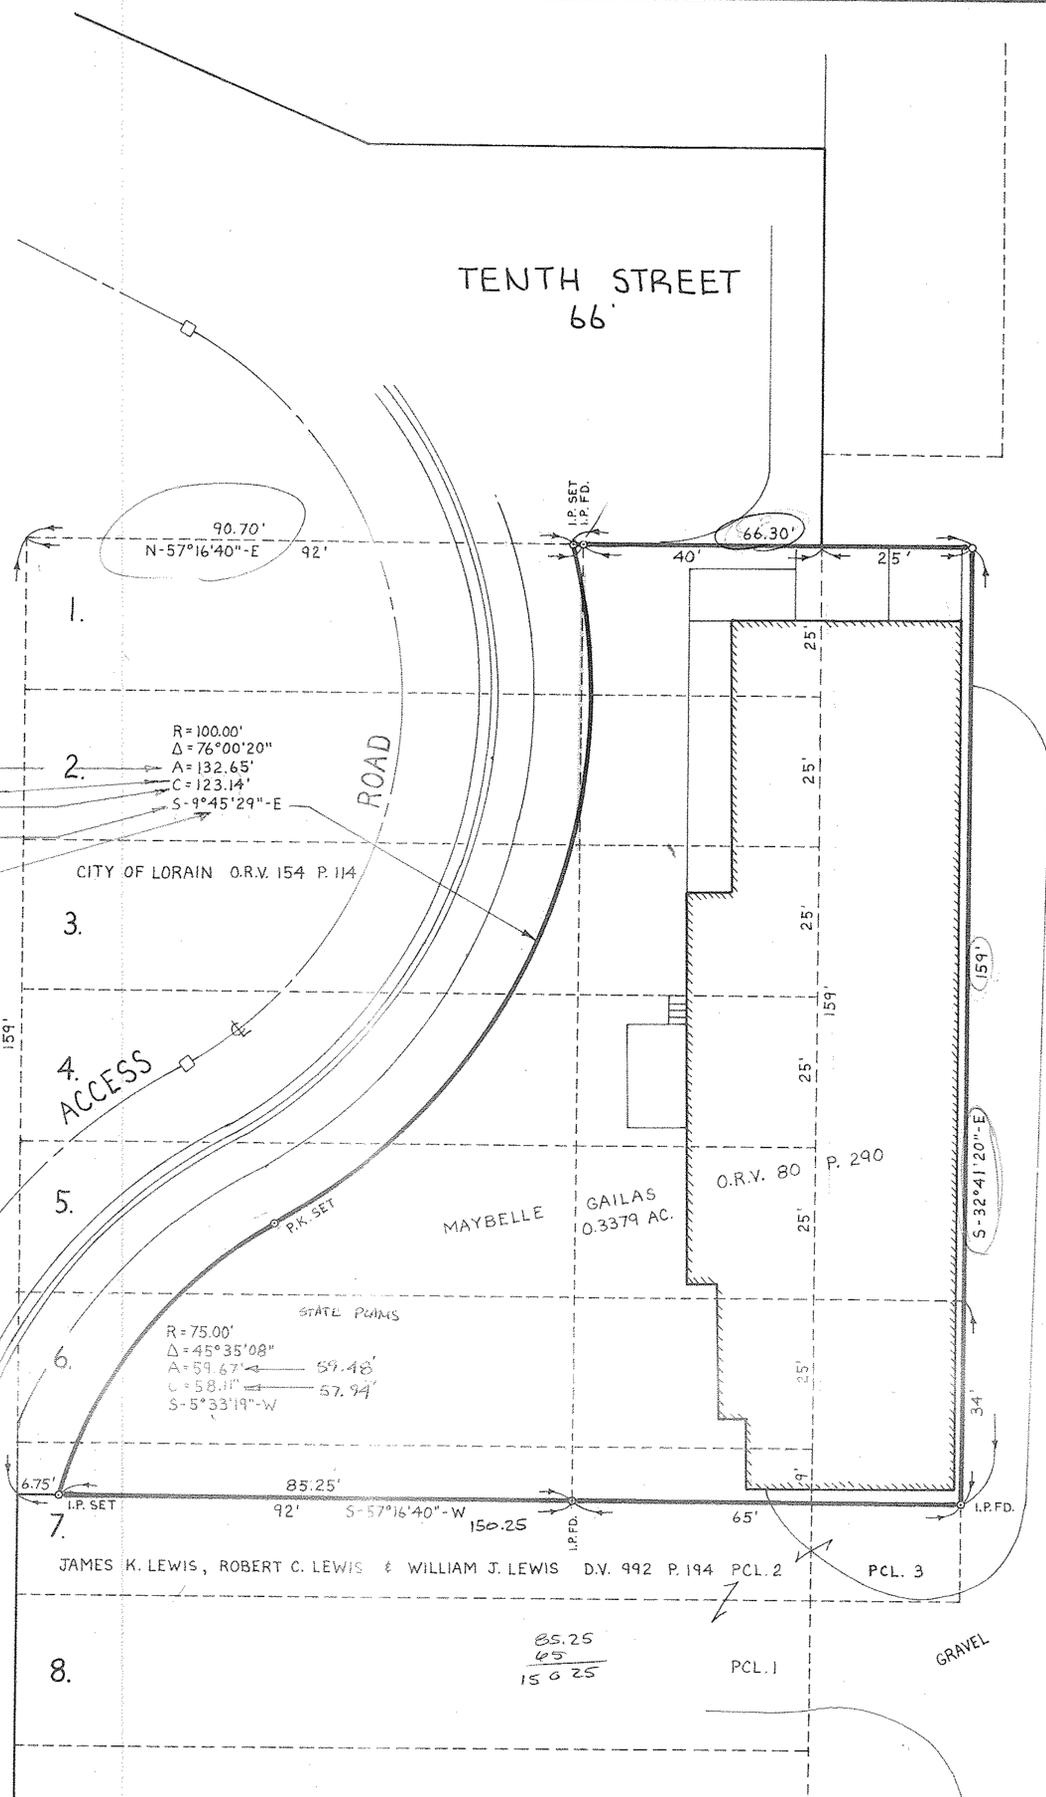 TENTH STREET
66'
I.P. SET
I.P. FD.
90.70'
N-57°16'40"-E 92'
66.30'
40'
25'
1.
25'
R=100.00'
Δ=76°00'20"
A=132.65'
C=123.14'
S-9°45'29"-E
2.
ROAD
25'
CITY OF LORAIN O.R.V. 154 P. 114
3.
25'
159'
159'
159'
4.
ACCESS
25'
S-32°41'20"-E
O.R.V. 80 P. 290
5.
P.K. SET
MAYBELLE GAILAS
0.3379 AC.
25'
STATE PLAINS
R=75.00'
Δ=45°35'08"
A=59.67' 59.48'
C=58.11' 57.94'
S-5°33'19"-W
6.
25'
34'
9'
6.75'
I.P. SET
85.25'
92' S-57°16'40"-W
150.25
I.P.FD.
65'
I.P.FD.
7.
JAMES K. LEWIS, ROBERT C. LEWIS & WILLIAM J. LEWIS D.V. 992 P. 194 PCL. 2
PCL. 3
8.
85.25
65
150 25
PCL. 1
GRAVEL